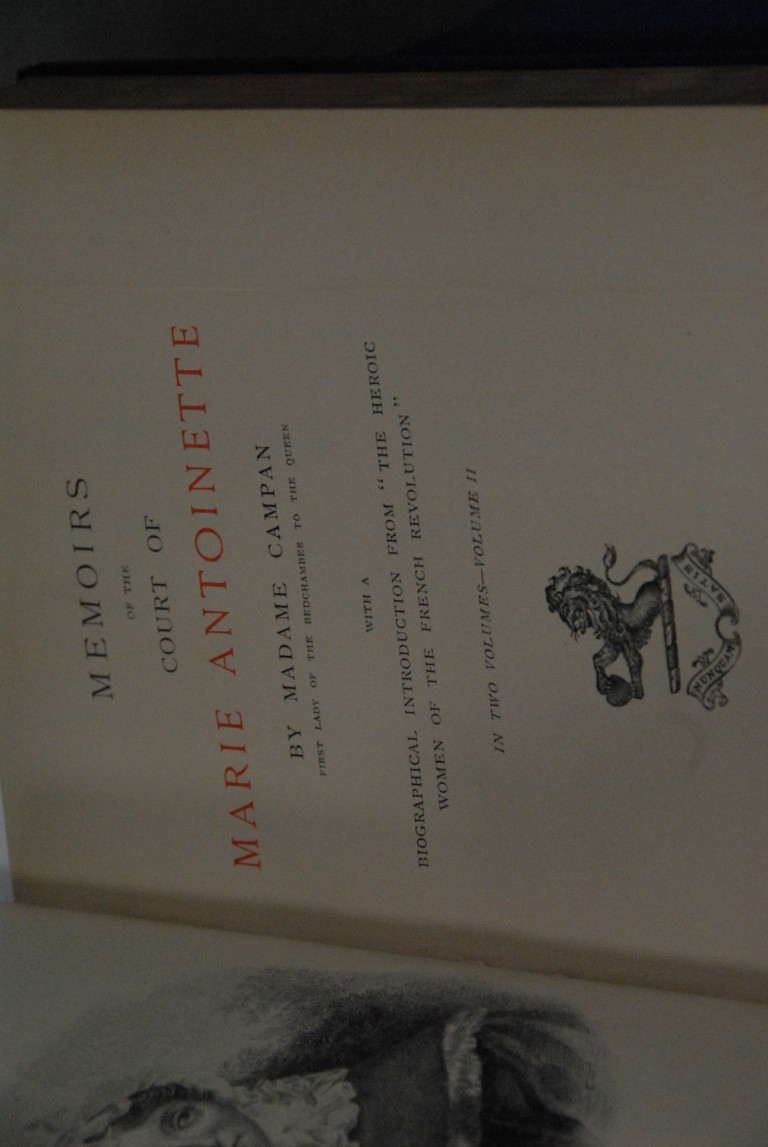 MEMOIRS
OF THE
COURT OF
MARIE ANTOINETTE
BY MADAME CAMPAN
FIRST LADY OF THE BEDCHAMBER TO THE QUEEN
WITH A
BIOGRAPHICAL INTRODUCTION FROM “THE HEROIC
WOMEN OF THE FRENCH REVOLUTION”
IN TWO VOLUMES—VOLUME II
NUNQUAM SATIS